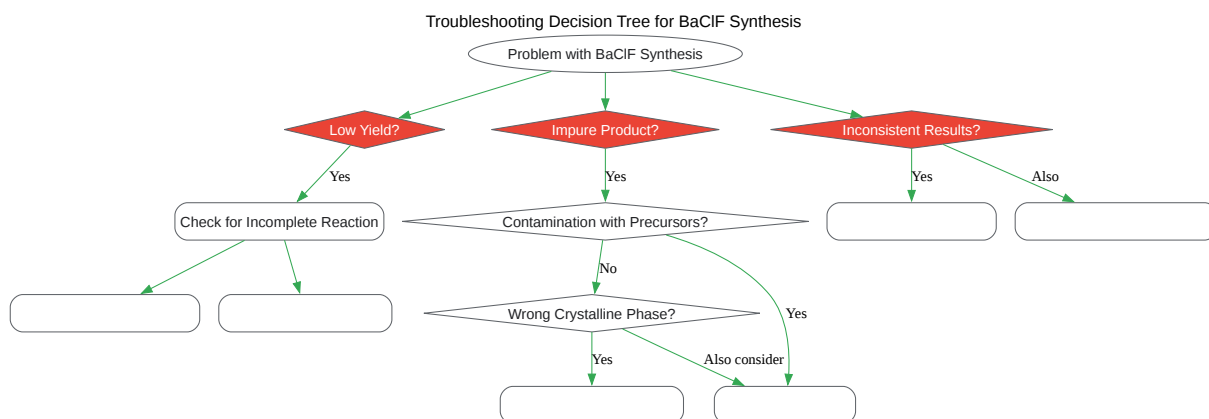 Troubleshooting Decision Tree for BaClF Synthesis
Problem with BaClF Synthesis
Low Yield?
Impure Product?
Inconsistent Results?
Yes
Yes
Yes
Also
Check for Incomplete Reaction
Contamination with Precursors?
No
Wrong Crystalline Phase?
Yes
Yes
Also consider